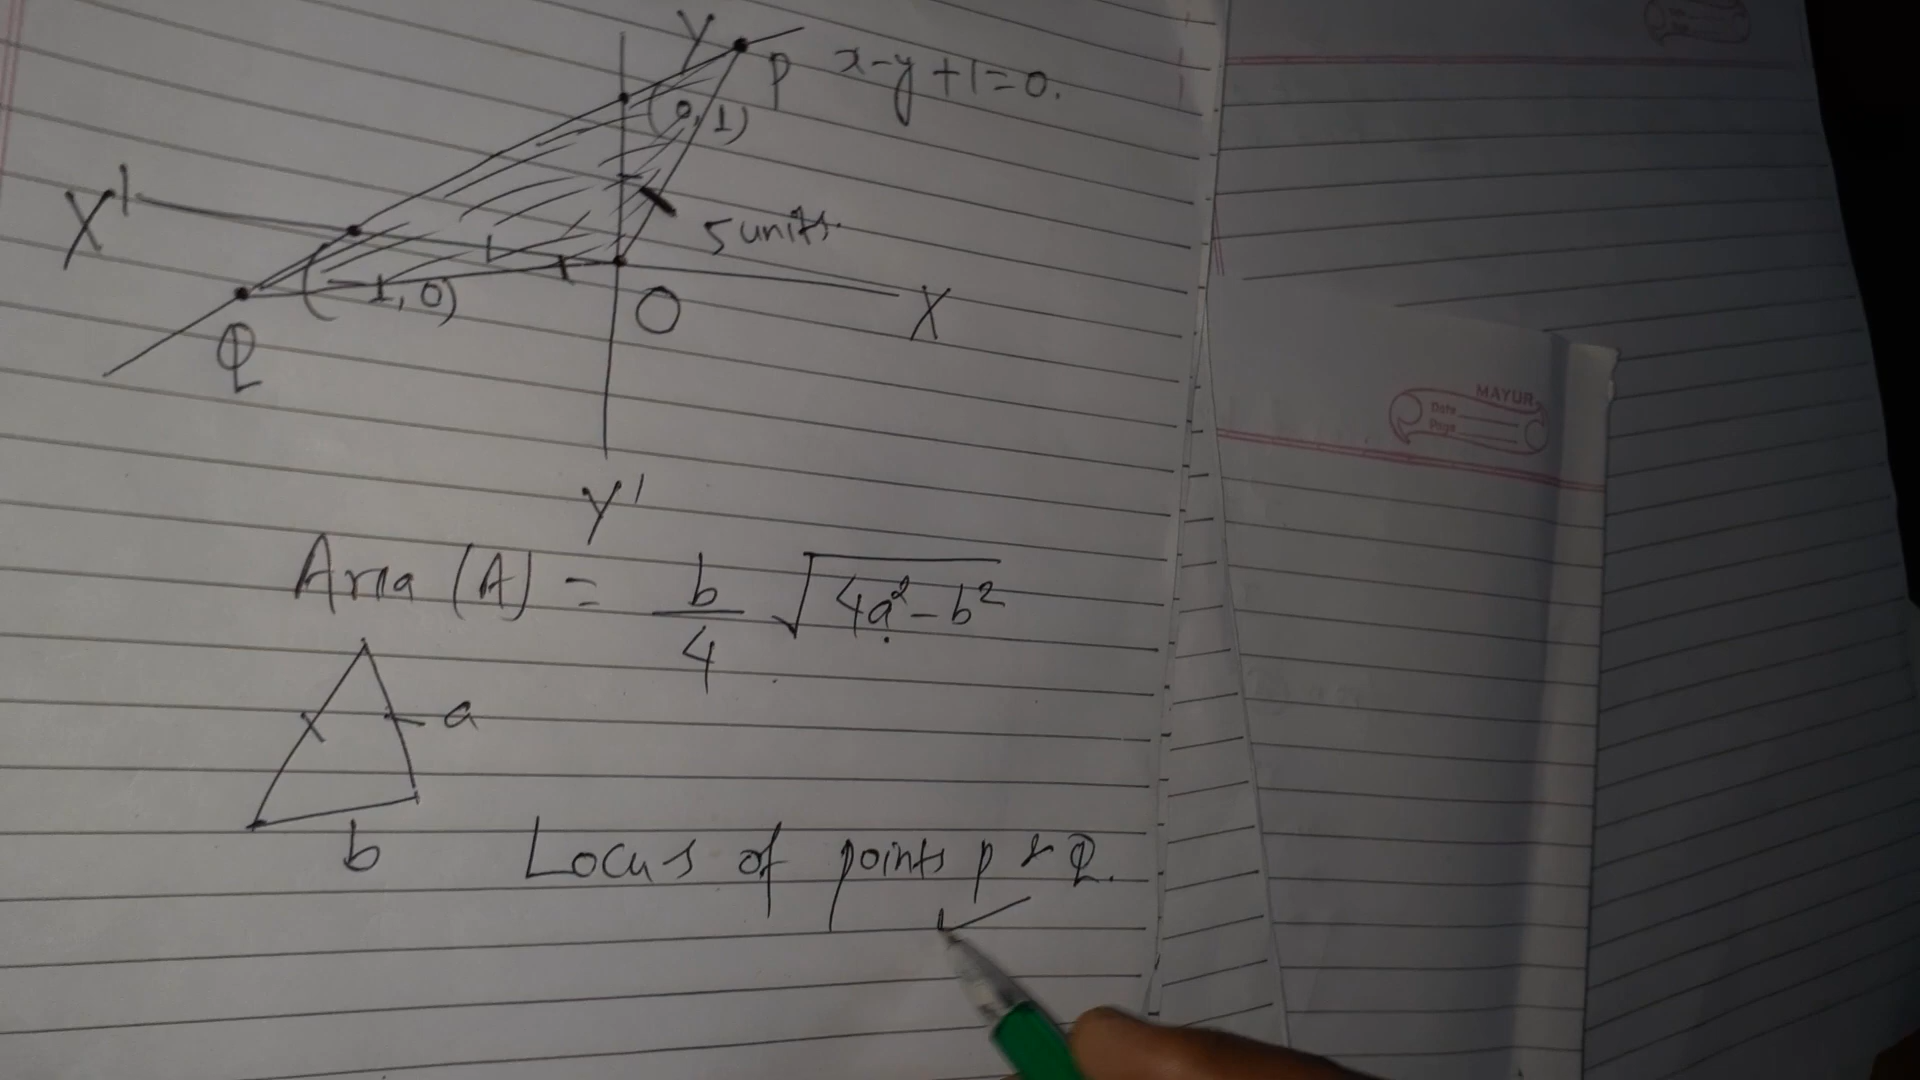 Y
P x-y+1=0.
(0,1)
X'
5 units.
(-1,0)
O
X
Q
Y'
Area (A) = b/4 √4a²-b²
a
b
Locus of points P & Q.
MAYUR
Date
Page